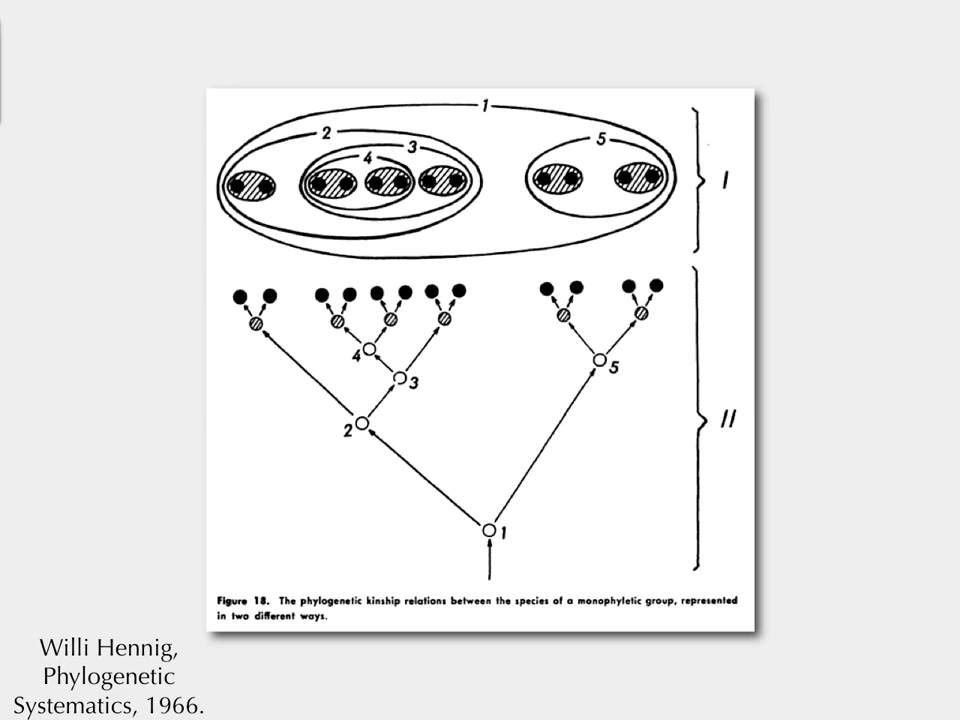 1
2
3
4
5
I
4
3
5
2
II
1
Figure 18. The phylogenetic kinship relations between the species of a monophyletic group, represented
in two different ways.
Willi Hennig,
Phylogenetic
Systematics, 1966.